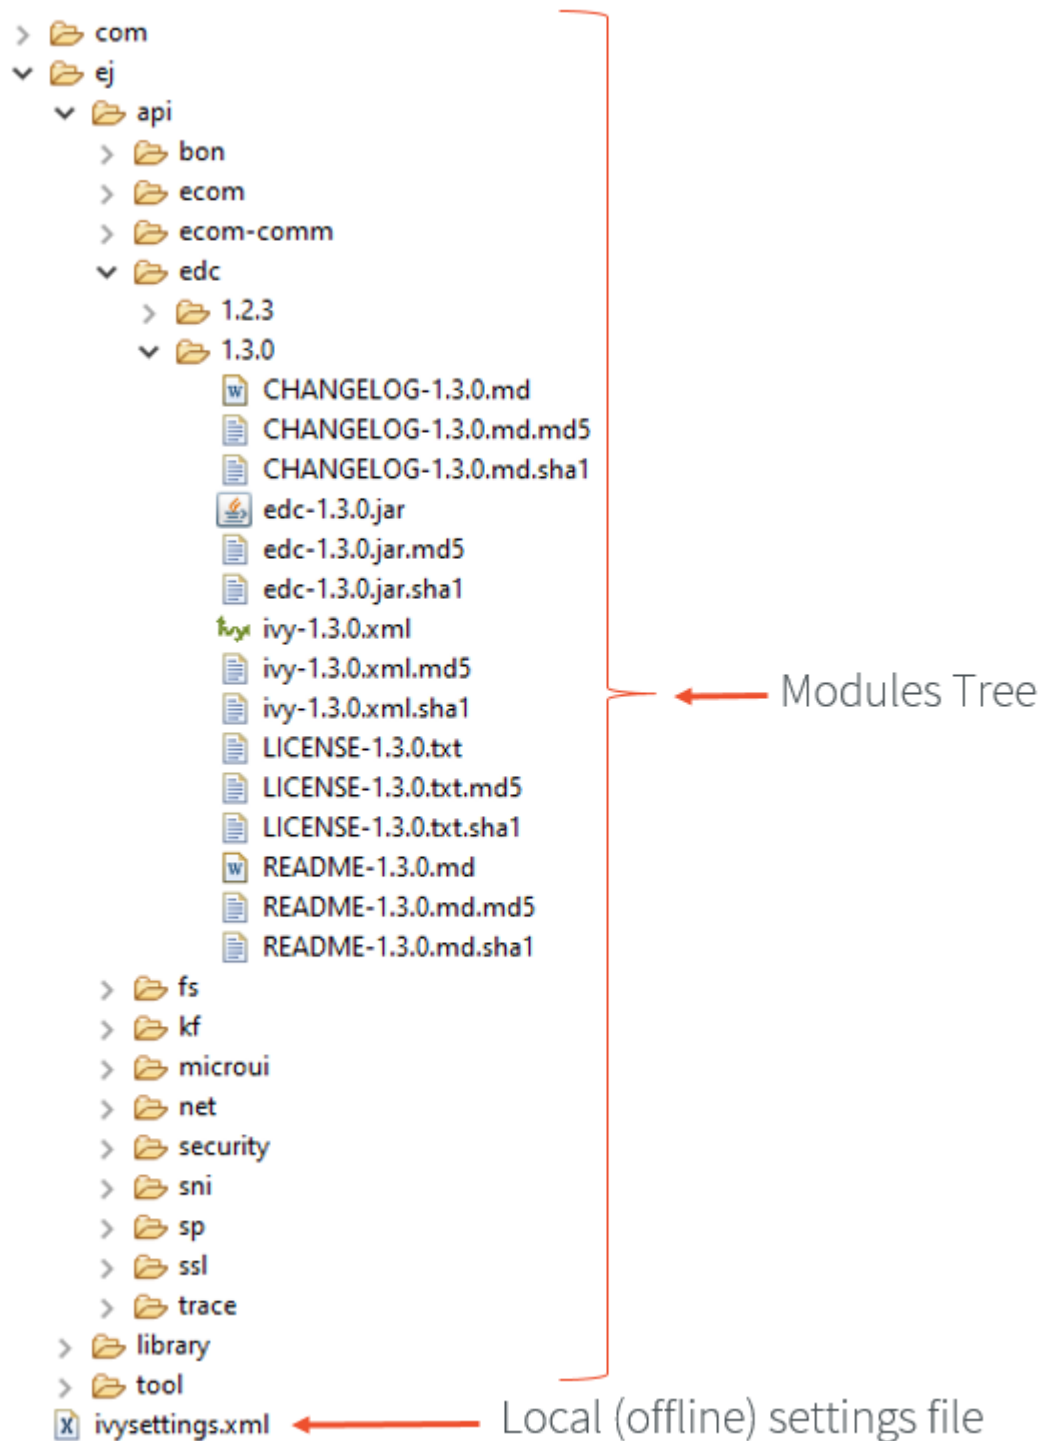 com
ej
api
bon
ecom
ecom-comm
edc
1.2.3
1.3.0
CHANGELOG-1.3.0.md
CHANGELOG-1.3.0.md.md5
CHANGELOG-1.3.0.md.sha1
edc-1.3.0.jar
edc-1.3.0.jar.md5
edc-1.3.0.jar.sha1
ivy-1.3.0.xml
ivy-1.3.0.xml.md5
ivy-1.3.0.xml.sha1
Modules Tree
LICENSE-1.3.0.txt
LICENSE-1.3.0.txt.md5
LICENSE-1.3.0.txt.sha1
README-1.3.0.md
README-1.3.0.md.md5
README-1.3.0.md.sha1
fs
kf
microui
net
security
sni
sp
ssl
trace
library
tool
ivysettings.xml
Local (offline) settings file